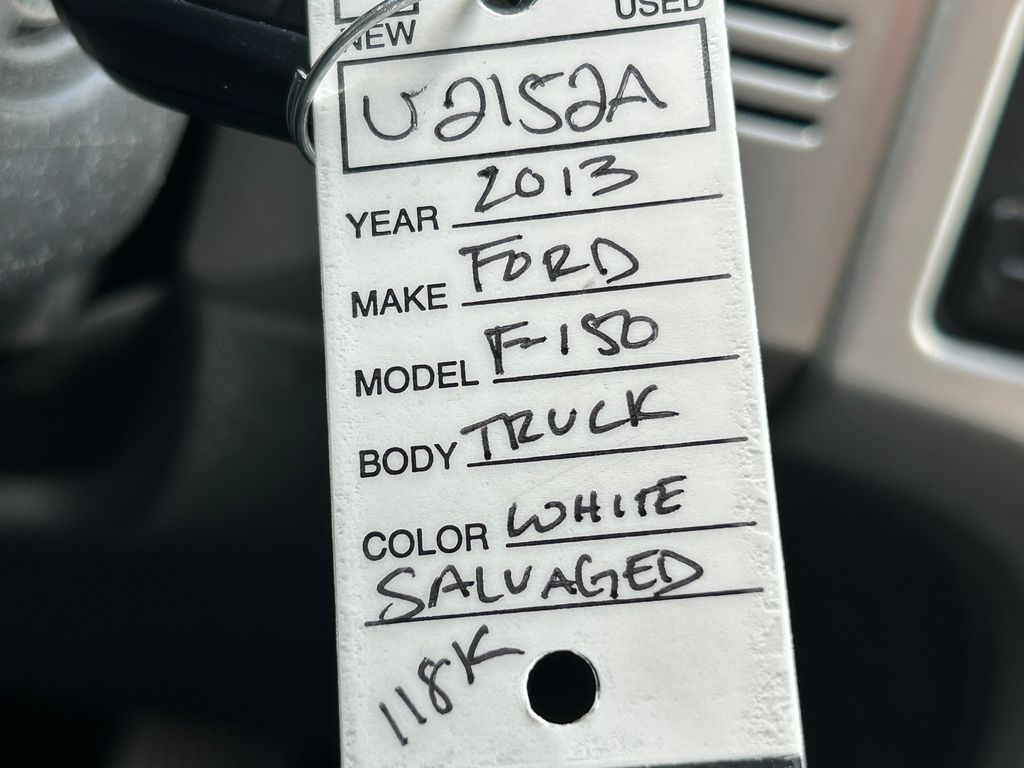 NEW USED
U2152A
YEAR 2013
MAKE FORD
MODEL F-150
BODY TRUCK
COLOR WHITE
SALVAGED
118K